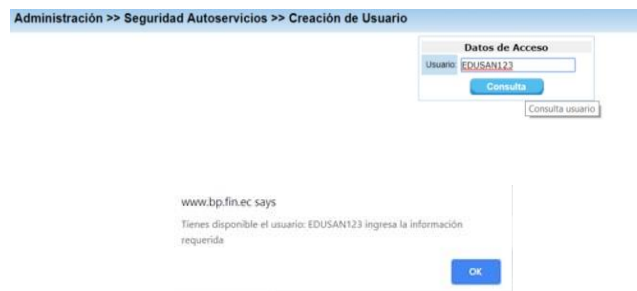 Administración >> Seguridad Autoservicios >> Creación de Usuario
Datos de Acceso
Usuario: EDUSAN123
Consulta
Consulta usuario
www.bp.fin.ec says
Tienes disponible el usuario: EDUSAN123 ingresa la información
requerida
OK